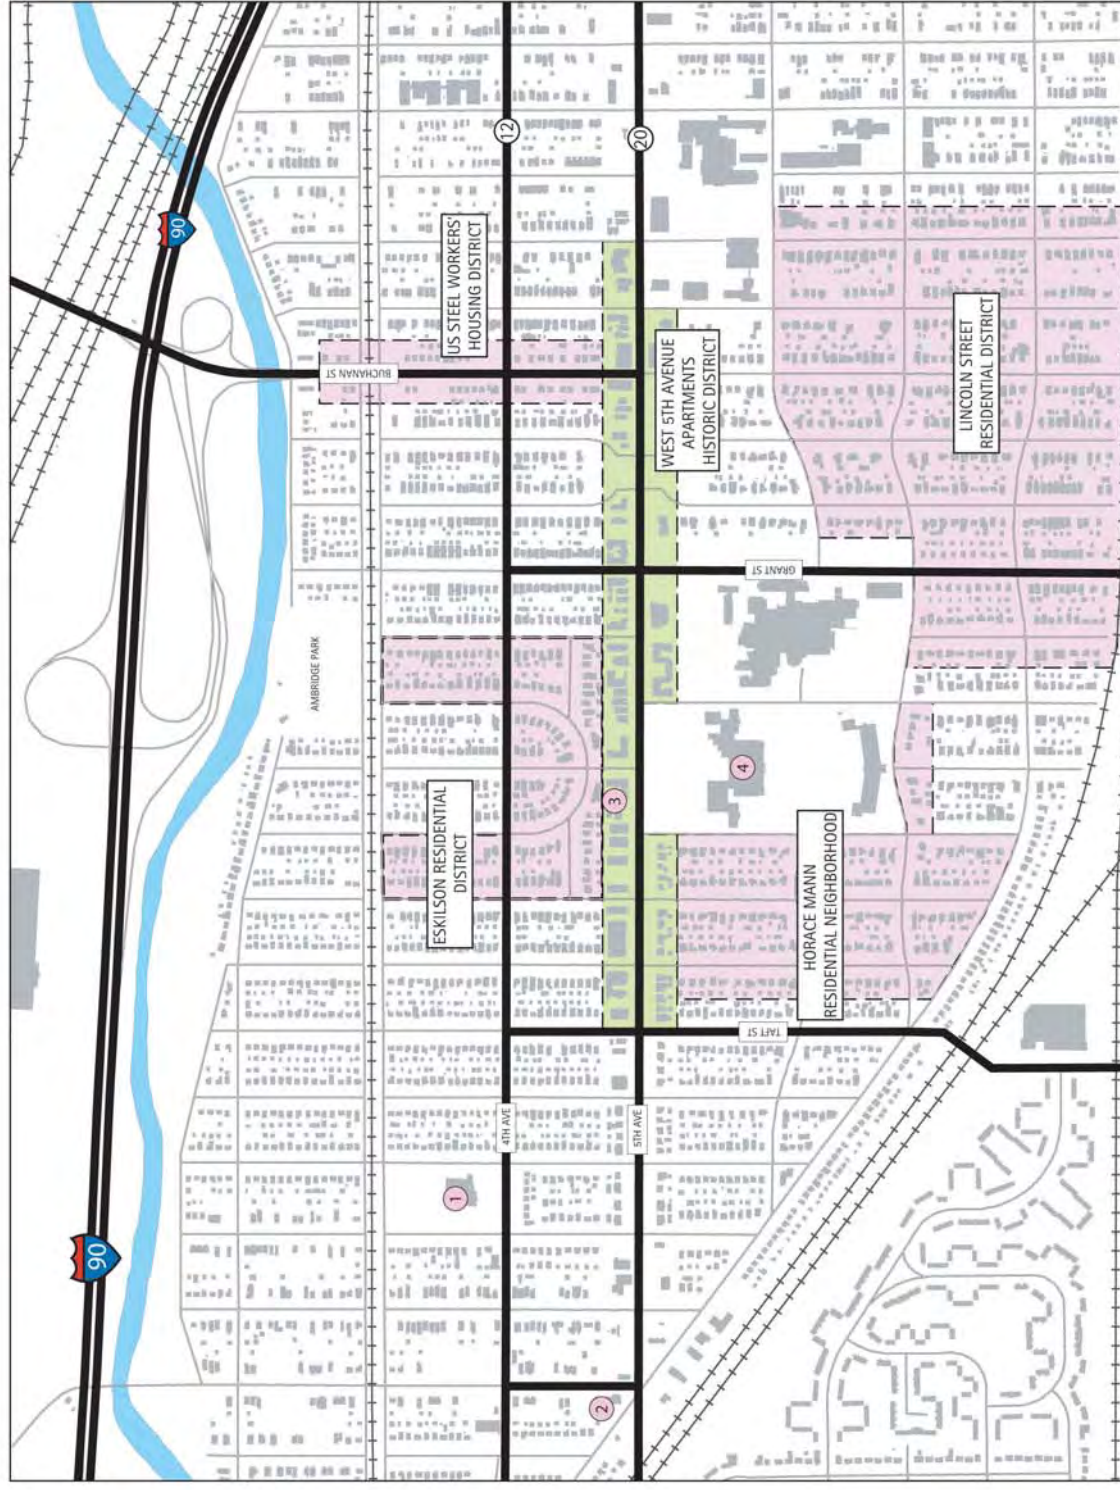 90
90
12
20
BUCHANAN ST
US STEEL WORKERS'
HOUSING DISTRICT
WEST 5TH AVENUE
APARTMENTS
HISTORIC DISTRICT
LINCOLN STREET
RESIDENTIAL DISTRICT
GRANT ST
AMBRIDGE PARK
ESKILSON RESIDENTIAL
DISTRICT
3
4
HORACE MANN
RESIDENTIAL NEIGHBORHOOD
TAFT ST
4TH AVE
5TH AVE
1
2